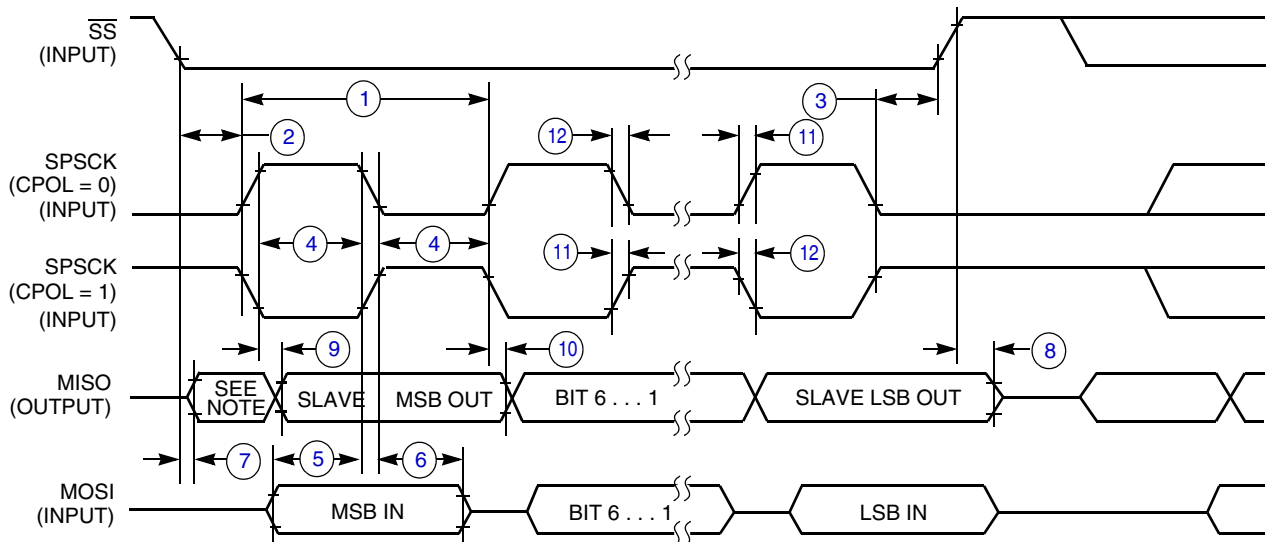 SS
(INPUT)
1
3
2
12
11
SPSCK
(CPOL = 0)
(INPUT)
4
4
11
12
SPSCK
(CPOL = 1)
(INPUT)
9
10
8
MISO
(OUTPUT)
SEE
NOTE
SLAVE
MSB OUT
BIT 6 . . . 1
SLAVE LSB OUT
7
5
6
MOSI
(INPUT)
MSB IN
BIT 6 . . . 1
LSB IN